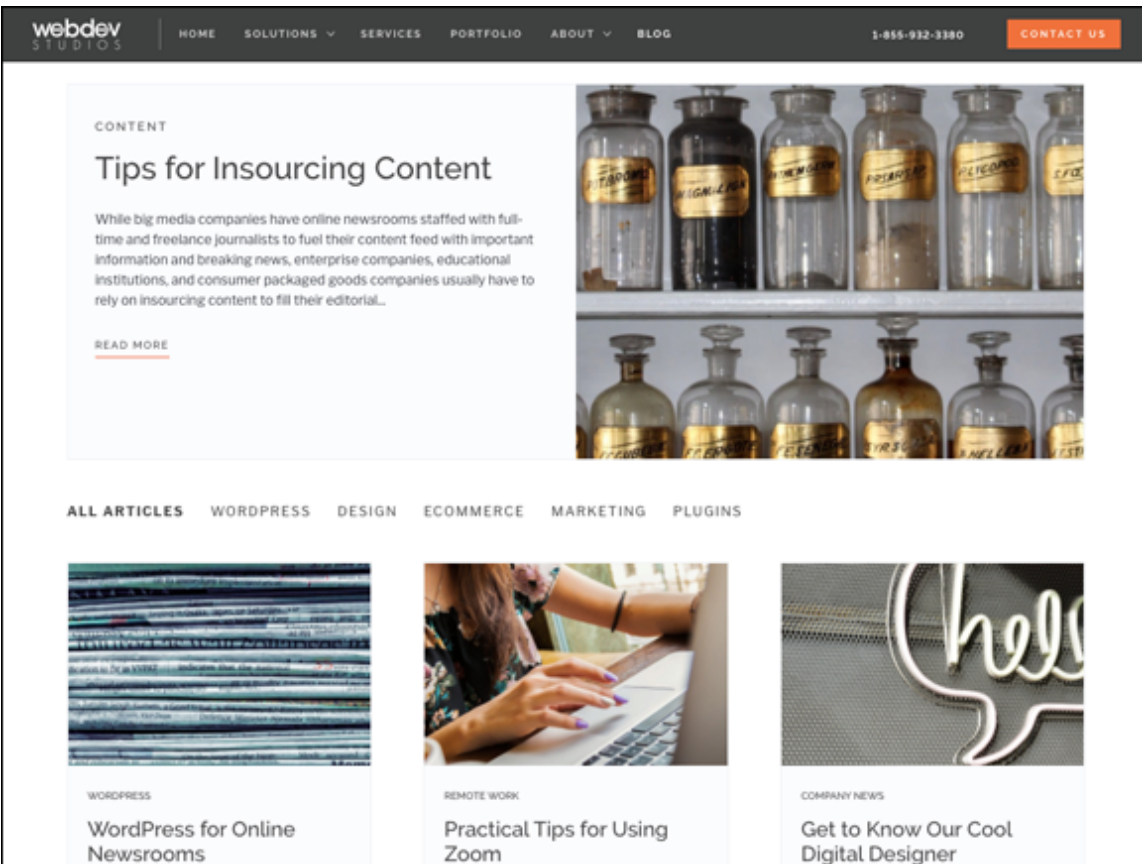 webdev
STUDIOS
HOME SOLUTIONS SERVICES PORTFOLIO ABOUT BLOG 1-855-932-3380 CONTACT US
CONTENT
Tips for Insourcing Content
While big media companies have online newsrooms staffed with full-
time and freelance journalists to fuel their content feed with important
information and breaking news, enterprise companies, educational
institutions, and consumer packaged goods companies usually have to
rely on insourcing content to fill their editorial...
READ MORE
ALL ARTICLES WORDPRESS DESIGN ECOMMERCE MARKETING PLUGINS
WORDPRESS
WordPress for Online
Newsrooms
REMOTE WORK
Practical Tips for Using
Zoom
COMPANY NEWS
Get to Know Our Cool
Digital Designer